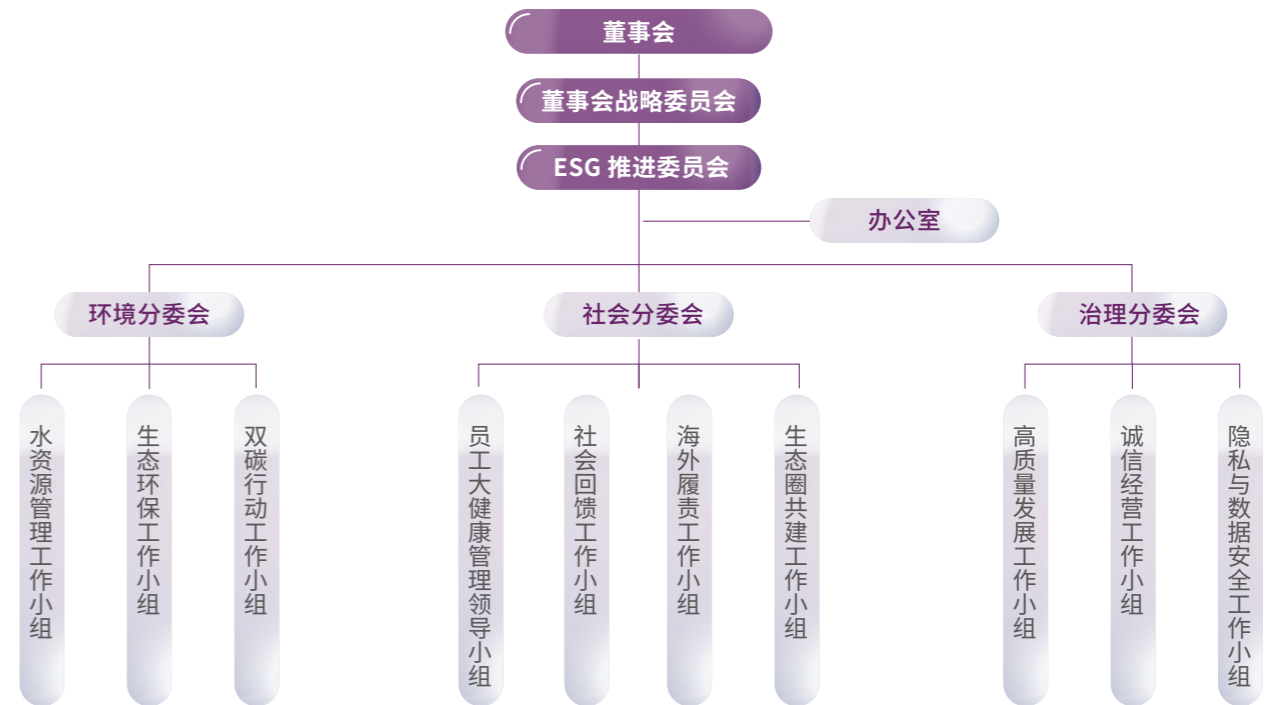 董事会
董事会战略委员会
ESG 推进委员会
办公室
环境分委会
社会分委会
治理分委会
水资源管理工作小组
生态环保工作小组
双碳行动工作小组
员工大健康管理领导小组
社会回馈工作小组
海外履责工作小组
生态圈共建工作小组
高质量发展工作小组
诚信经营工作小组
隐私与数据安全工作小组